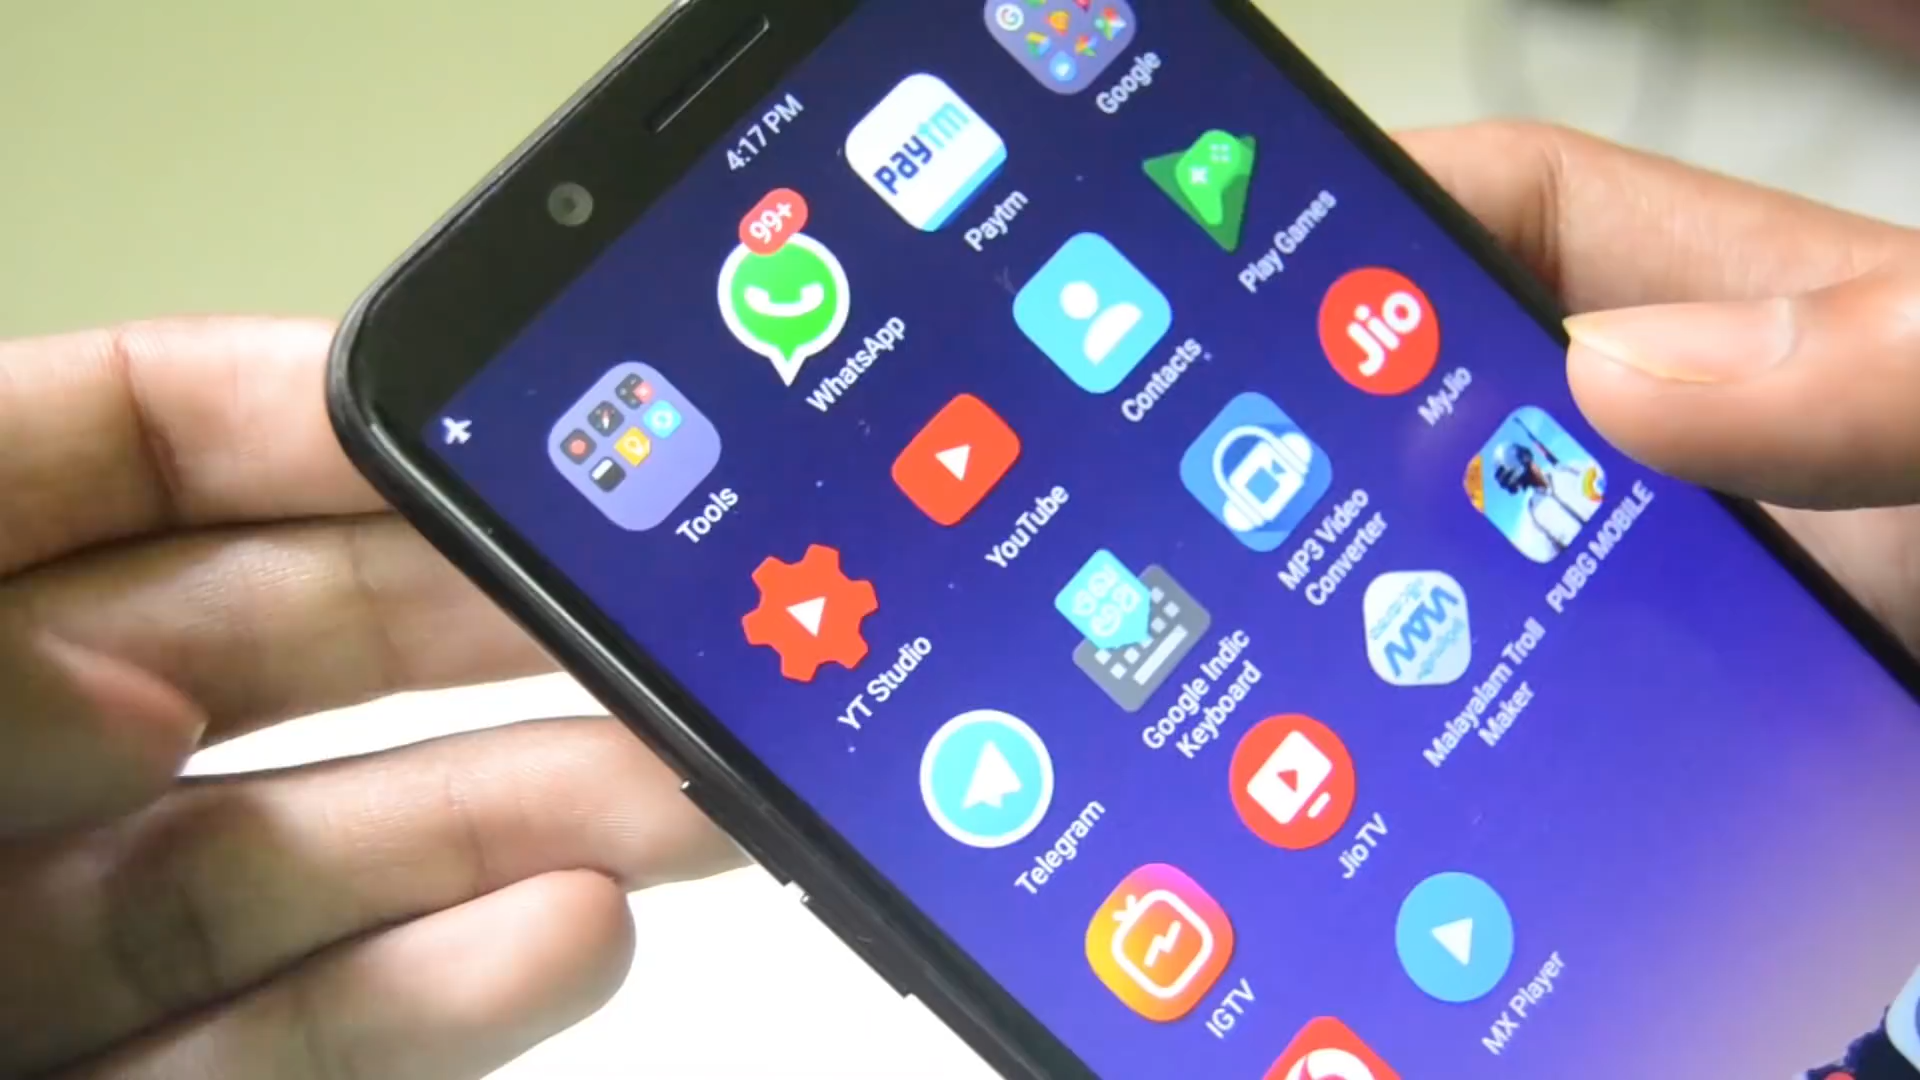 4:17 PM
Google
paytm
Paytm
Play Games
99+
WhatsApp
Contacts
Jio
MyJio
Tools
YouTube
MP3 Video
Converter
PUBG MOBILE
YT Studio
Google Indic
Keyboard
Malayalam Troll
Maker
Telegram
JioTV
IGTV
MX Player